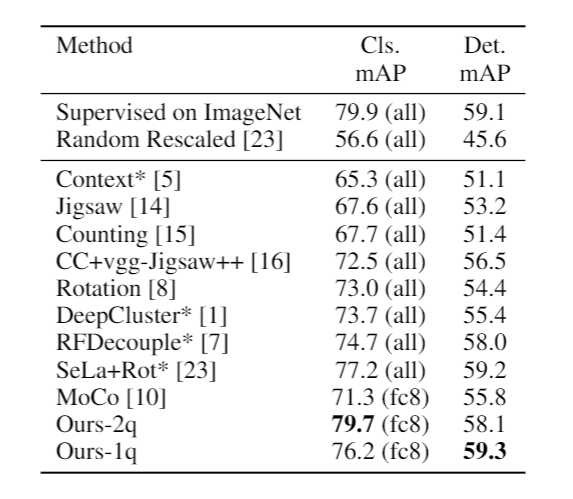 Method Cls. Det.
mAP mAP
Supervised on ImageNet 79.9 (all) 59.1
Random Rescaled [23] 56.6 (all) 45.6
Context* [5] 65.3 (all) 51.1
Jigsaw [14] 67.6 (all) 53.2
Counting [15] 67.7 (all) 51.4
CC+vgg-Jigsaw++ [16] 72.5 (all) 56.5
Rotation [8] 73.0 (all) 54.4
DeepCluster* [1] 73.7 (all) 55.4
RFDecouple* [7] 74.7 (all) 58.0
SeLa+Rot* [23] 77.2 (all) 59.2
MoCo [10] 71.3 (fc8) 55.8
Ours-2q 79.7 (fc8) 58.1
Ours-1q 76.2 (fc8) 59.3